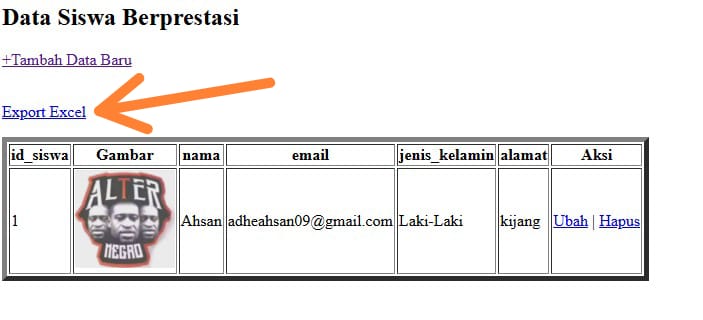 Data Siswa Berprestasi
+Tambah Data Baru
Export Excel
id_siswa Gambar nama email jenis_kelamin alamat Aksi
ALTER
NEGRO
1 Ahsan adheahsan09@gmail.com Laki-Laki kijang Ubah | Hapus